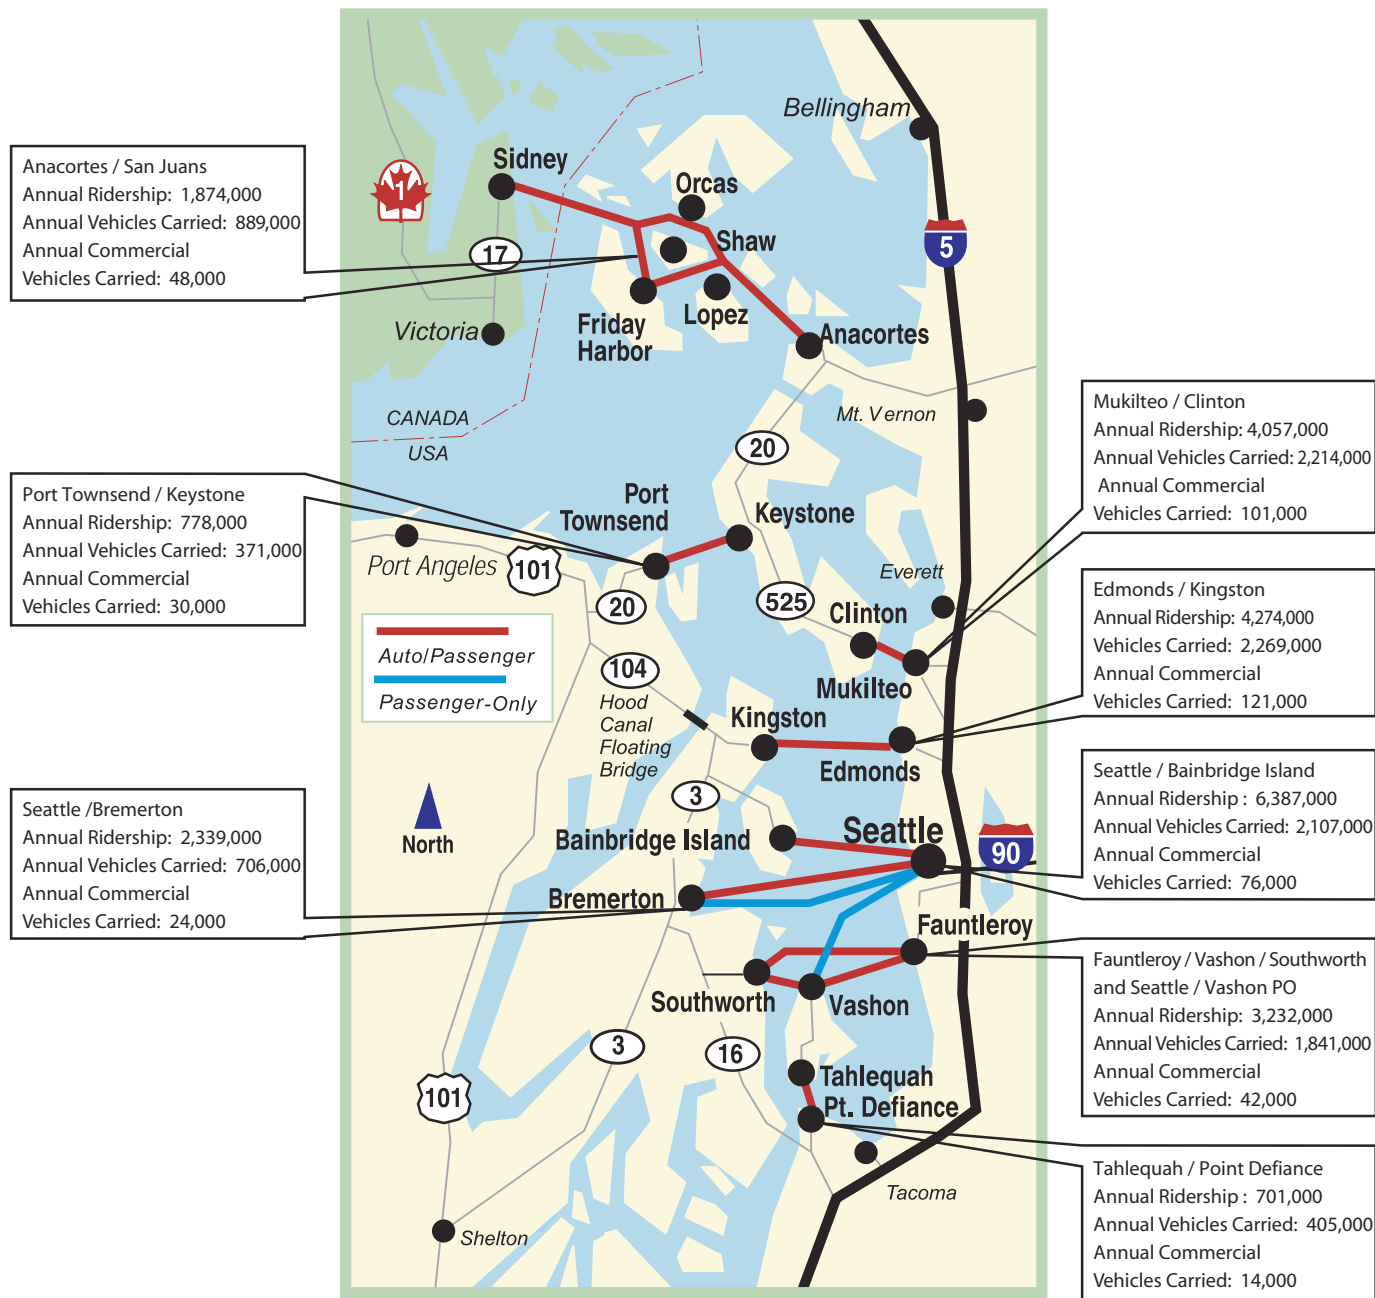 Anacortes / San Juans
Annual Ridership: 1,874,000
Annual Vehicles Carried: 889,000
Annual Commercial
Vehicles Carried: 48,000
Port Townsend / Keystone
Annual Ridership: 778,000
Annual Vehicles Carried: 371,000
Annual Commercial
Vehicles Carried: 30,000
Seattle /Bremerton
Annual Ridership: 2,339,000
Annual Vehicles Carried: 706,000
Annual Commercial
Vehicles Carried: 24,000
Bellingham
Sidney
1
Orcas
Shaw
17
5
Lopez
Friday
Harbor
Victoria
Anacortes
CANADA
USA
Mt. Vernon
20
Port
Townsend
Keystone
Port Angeles
101
Everett
525
20
Clinton
Auto/Passenger
Passenger-Only
104
Mukilteo
Hood
Canal
Floating
Bridge
Kingston
Edmonds
3
North
Bainbridge Island
Seattle
90
Bremerton
Fauntleroy
Southworth
Vashon
3
16
101
Tahlequah
Pt. Defiance
Tacoma
Shelton
Mukilteo / Clinton
Annual Ridership: 4,057,000
Annual Vehicles Carried: 2,214,000
Annual Commercial
Vehicles Carried: 101,000
Edmonds / Kingston
Annual Ridership: 4,274,000
Vehicles Carried: 2,269,000
Annual Commercial
Vehicles Carried: 121,000
Seattle / Bainbridge Island
Annual Ridership : 6,387,000
Annual Vehicles Carried: 2,107,000
Annual Commercial
Vehicles Carried: 76,000
Fauntleroy / Vashon / Southworth
and Seattle / Vashon PO
Annual Ridership: 3,232,000
Annual Vehicles Carried: 1,841,000
Annual Commercial
Vehicles Carried: 42,000
Tahlequah / Point Defiance
Annual Ridership : 701,000
Annual Vehicles Carried: 405,000
Annual Commercial
Vehicles Carried: 14,000